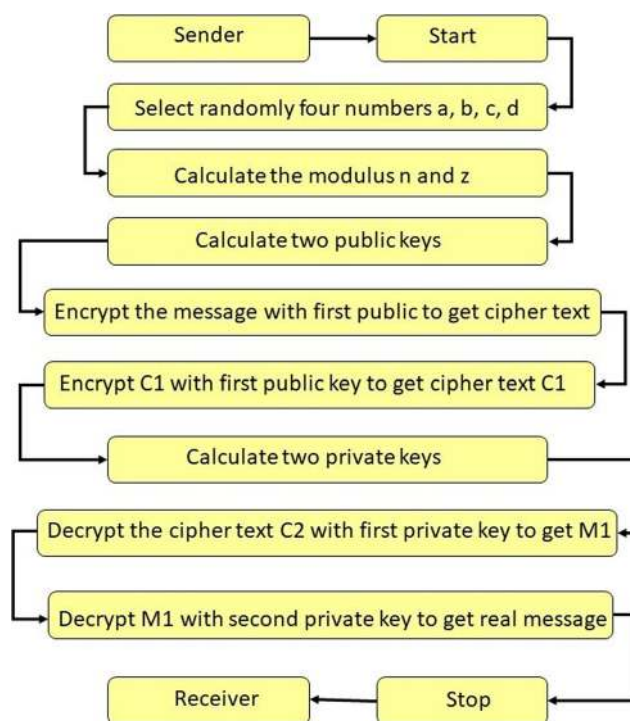 Sender
Start
Select randomly four numbers a, b, c, d
Calculate the modulus n and z
Calculate two public keys
Encrypt the message with first public to get cipher text
Encrypt C1 with first public key to get cipher text C1
Calculate two private keys
Decrypt the cipher text C2 with first private key to get M1
Decrypt M1 with second private key to get real message
Receiver
Stop